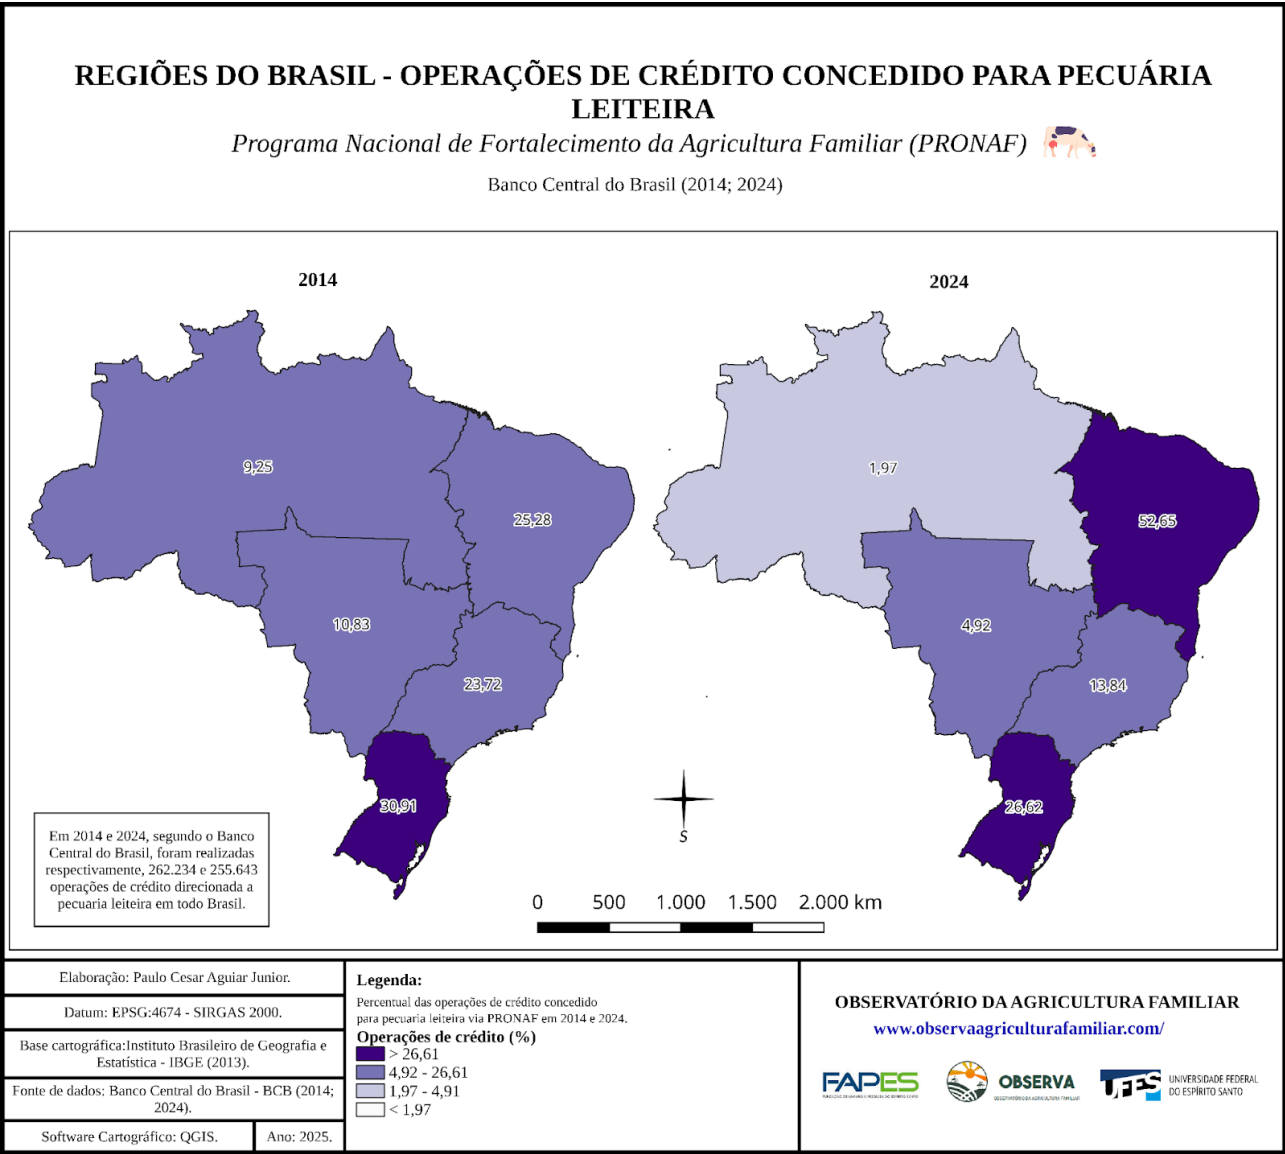 REGIÕES DO BRASIL - OPERAÇÕES DE CRÉDITO CONCEDIDO PARA PECUÁRIA
LEITEIRA
Programa Nacional de Fortalecimento da Agricultura Familiar (PRONAF)
Banco Central do Brasil (2014; 2024)
2014
9,25
25,28
10,83
23,72
30,91
2024
1,97
52,65
4,92
13,84
26,62
S
Em 2014 e 2024, segundo o Banco
Central do Brasil, foram realizadas
respectivamente, 262.234 e 255.643
operações de crédito direcionada a
pecuaria leiteira em todo Brasil.
0 500 1.000 1.500 2.000 km
Elaboração: Paulo Cesar Aguiar Junior.
Datum: EPSG:4674 - SIRGAS 2000.
Base cartográfica:Instituto Brasileiro de Geografia e
Estatística - IBGE (2013).
Fonte de dados: Banco Central do Brasil - BCB (2014;
2024).
Software Cartográfico: QGIS.
Ano: 2025.
Legenda:
Percentual das operações de crédito concedido
para pecuaria leiteira via PRONAF em 2014 e 2024.
Operações de crédito (%)
> 26,61
4,92 - 26,61
1,97 - 4,91
< 1,97
OBSERVATÓRIO DA AGRICULTURA FAMILIAR
www.observaagriculturafamiliar.com/
FAPES
OBSERVA
OBSERVATÓRIO DA AGRICULTURA FAMILIAR
UFES
UNIVERSIDADE FEDERAL
DO ESPÍRITO SANTO